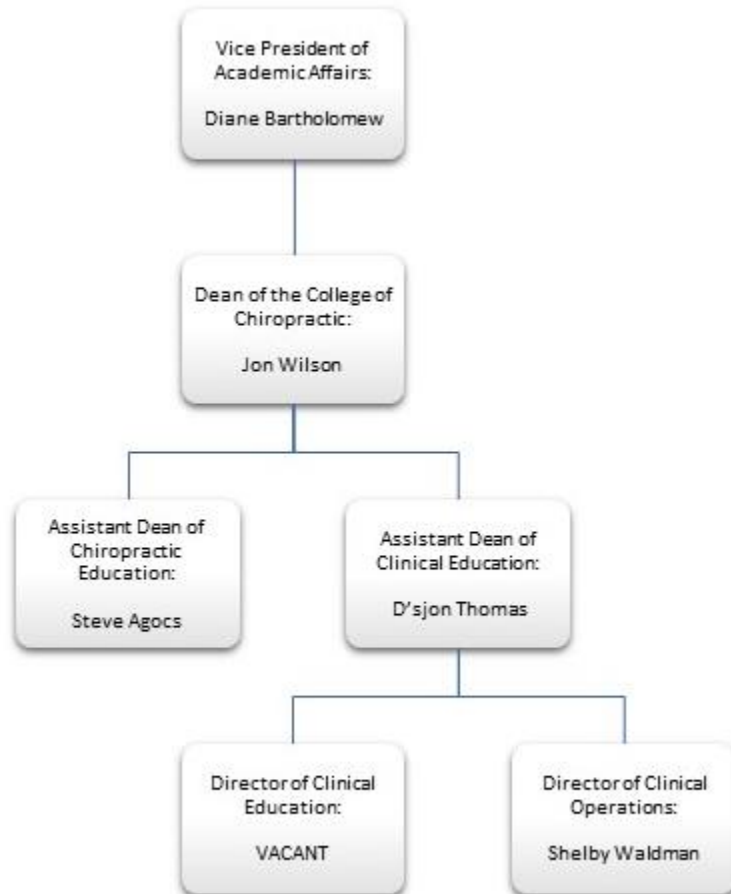 Vice President of
Academic Affairs:
Diane Bartholomew
Dean of the College of
Chiropractic:
Jon Wilson
Assistant Dean of
Chiropractic
Education:
Steve Agocs
Assistant Dean of
Clinical Education:
D'sjon Thomas
Director of Clinical
Education:
VACANT
Director of Clinical
Operations:
Shelby Waldman